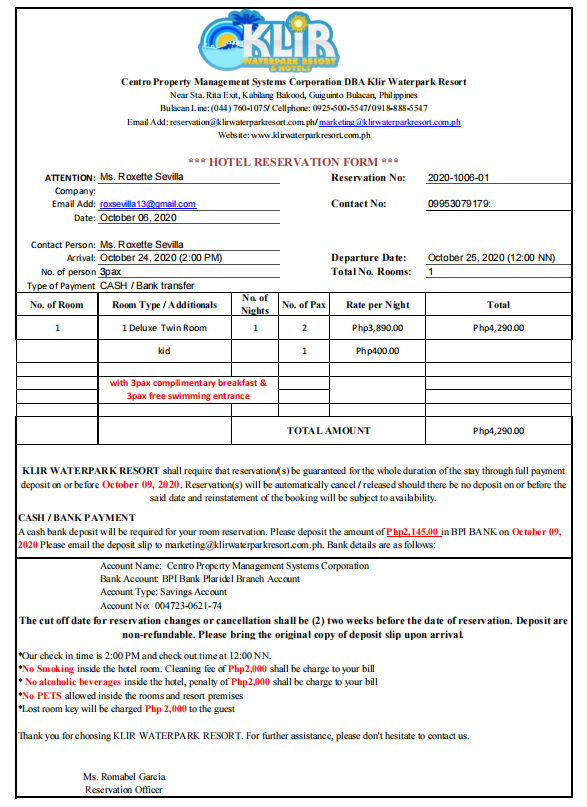 KLIR
WATERPARK RESORT
& HOTELS
Centro Property Management Systems Corporation DBA Klir Waterpark Resort
Near Sta. Rita Exit, Kabilang Bakood, Guiguinto Bulacan, Philippines
Bulacan Line: (044) 760-1075/ Cellphone: 0925-500-5547/ 0918-888-5547
Email Add: reservation@klirwaterparkresort.com.ph/ marketing@klirwaterparkresort.com.ph
Website: www.klirwaterparkresort.com.ph
*** HOTEL RESERVATION FORM ***
ATTENTION: Ms. Roxette Sevilla Reservation No: 2020-1006-01
Company:
Email Add: roxsevilla13@gmail.com Contact No: 09953079179:
Date: October 06, 2020
Contact Person: Ms. Roxette Sevilla
Arrival: October 24, 2020 (2:00 PM) Departure Date: October 25, 2020 (12:00 NN)
No. of person 3pax Total No. Rooms: 1
Type of Payment CASH / Bank transfer
No. of Room Room Type / Additionals No. of Nights No. of Pax Rate per Night Total
1 1 Deluxe Twin Room 1 2 Php3,890.00 Php4,290.00
kid 1 Php400.00
with 3pax complimentary breakfast &
3pax free swimming entrance
TOTAL AMOUNT Php4,290.00
KLIR WATERPARK RESORT shall require that reservation/(s) be guaranteed for the whole duration of the stay through full payment
deposit on or before October 09, 2020. Reservation(s) will be automatically cancel / released should there be no deposit on or before the
said date and reinstatement of the booking will be subject to availability.
CASH / BANK PAYMENT
A cash bank deposit will be required for your room reservation. Please deposit the amount of Php2,145.00 in BPI BANK on October 09,
2020 Please email the deposit slip to marketing@klirwaterparkresort.com.ph. Bank details are as follows:
Account Name: Centro Property Management Systems Corporation
Bank Account: BPI Bank Plaridel Branch Account
Account Type: Savings Account
Account No: 004723-0621-74
The cut off date for reservation changes or cancellation shall be (2) two weeks before the date of reservation. Deposit are
non-refundable. Please bring the original copy of deposit slip upon arrival.
*Our check in time is 2:00 PM and check out time at 12:00 NN.
*No Smoking inside the hotel room. Cleaning fee of Php2,000 shall be charge to your bill
* No alcoholic beverages inside the hotel, penalty of Php2,000 shall be charge to your bill
*No PETS allowed inside the rooms and resort premises
*Lost room key will be charged Php 2,000 to the guest
Thank you for choosing KLIR WATERPARK RESORT. For further assistance, please don't hesitate to contact us.
Ms. Romabel Garcia
Reservation Officer